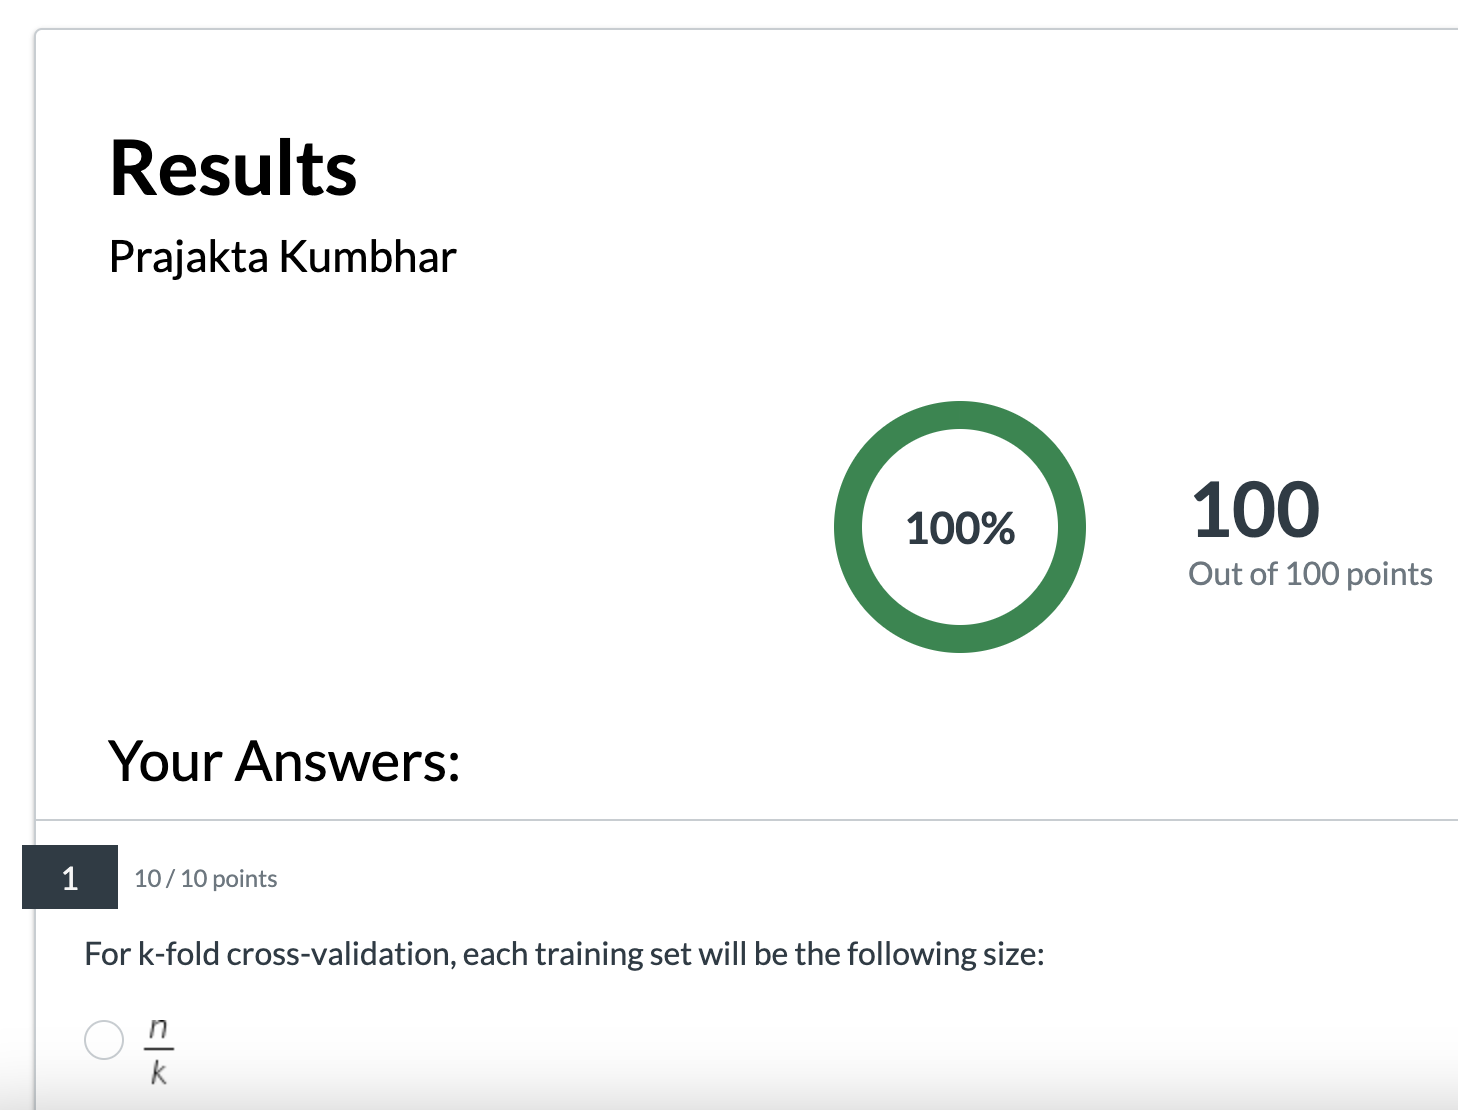 Results
Prajakta Kumbhar
100%
100
Out of 100 points
Your Answers:
1
10 / 10 points
For k-fold cross-validation, each training set will be the following size:
n
k